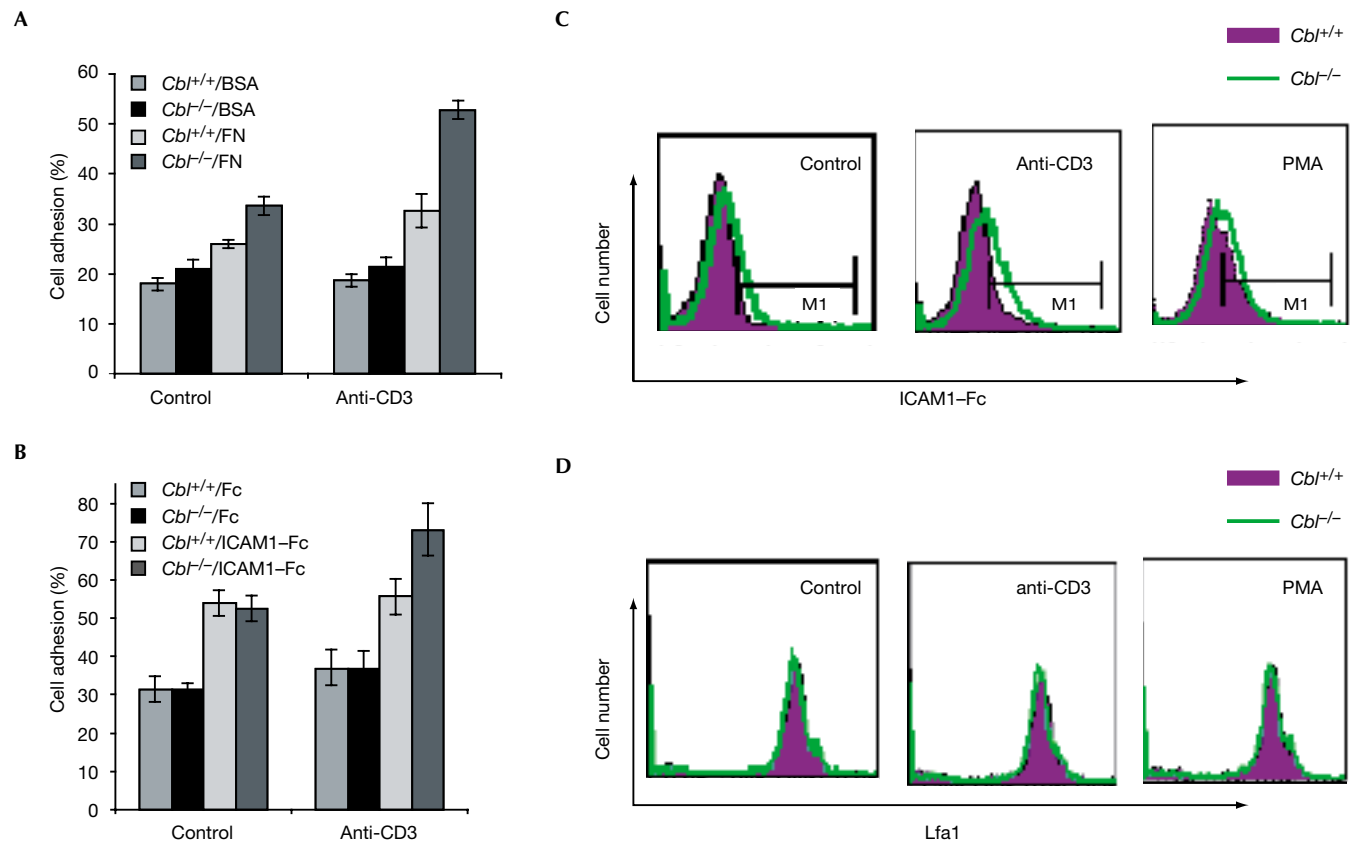 A
Cell adhesion (%)
60
50
40
30
20
10
0
Cbl+/+/BSA
Cbl–/–/BSA
Cbl+/+/FN
Cbl–/–/FN
Control
Anti-CD3
B
Cell adhesion (%)
80
70
60
50
40
30
20
10
0
Cbl+/+/Fc
Cbl–/–/Fc
Cbl+/+/ICAM1–Fc
Cbl–/–/ICAM1–Fc
Control
Anti-CD3
C
Cbl+/+
Cbl–/–
Cell number
Control
M1
Anti-CD3
M1
PMA
M1
ICAM1–Fc
D
Cbl+/+
Cbl–/–
Cell number
Control
anti-CD3
PMA
Lfa1